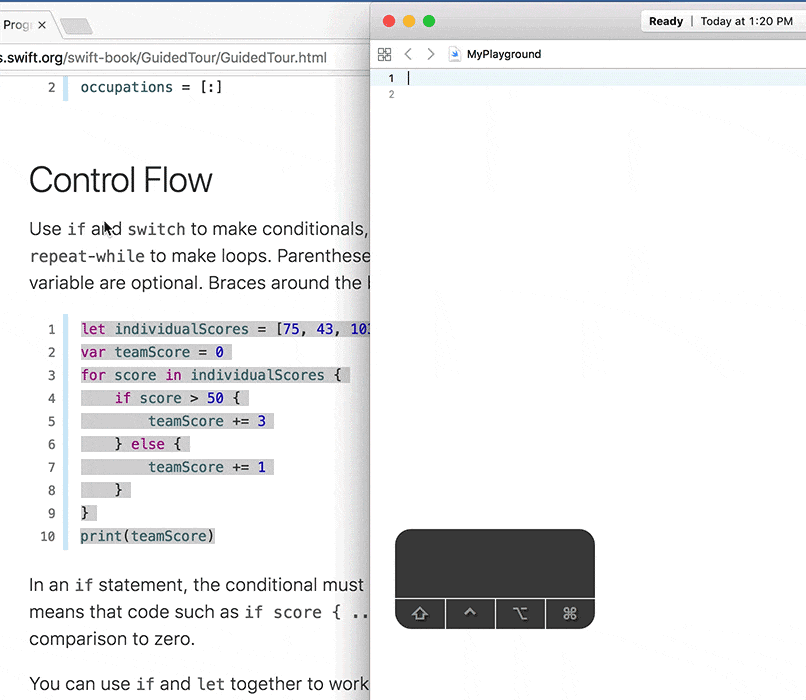 Prog
s.swift.org/swift-book/GuidedTour/GuidedTour.html
2 occupations = [:]
Control Flow
Use if and switch to make conditionals,
repeat-while to make loops. Parenthese
variable are optional. Braces around the
1 let individualScores = [75, 43, 103
2 var teamScore = 0
3 for score in individualScores {
4 if score > 50 {
5 teamScore += 3
6 } else {
7 teamScore += 1
8 }
9 }
10 print(teamScore)
In an if statement, the conditional must
means that code such as if score { ..
comparison to zero.
You can use if and let together to work
Ready | Today at 1:20 PM
MyPlayground
1
2